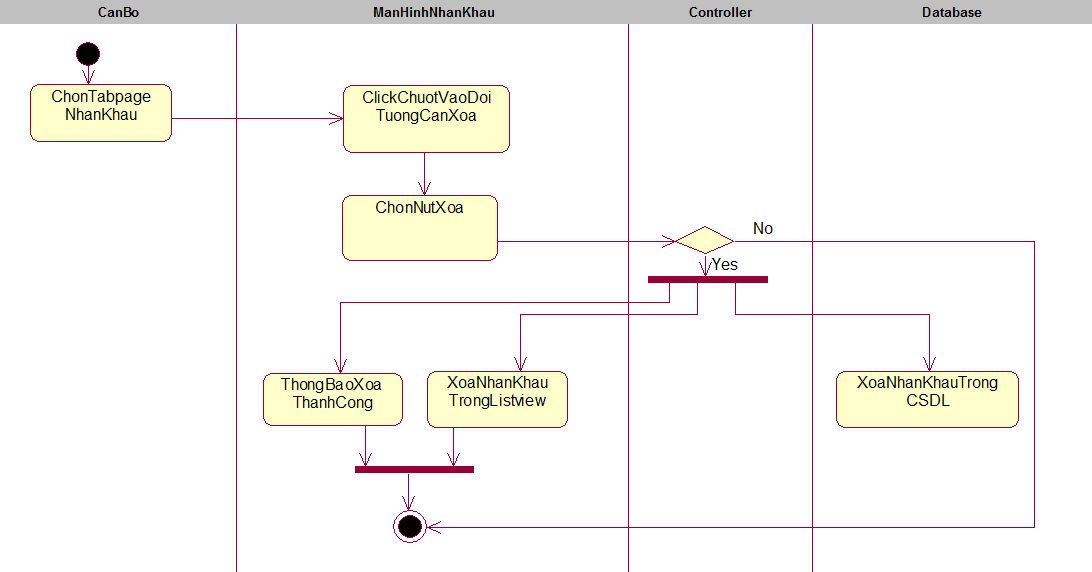 CanBo
ManHinhNhanKhau
Controller
Database
ChonTabpage
NhanKhau
ClickChuotVaoDoi
TuongCanXoa
ChonNutXoa
No
Yes
ThongBaoXoa
ThanhCong
XoaNhanKhau
TrongListview
XoaNhanKhauTrong
CSDL